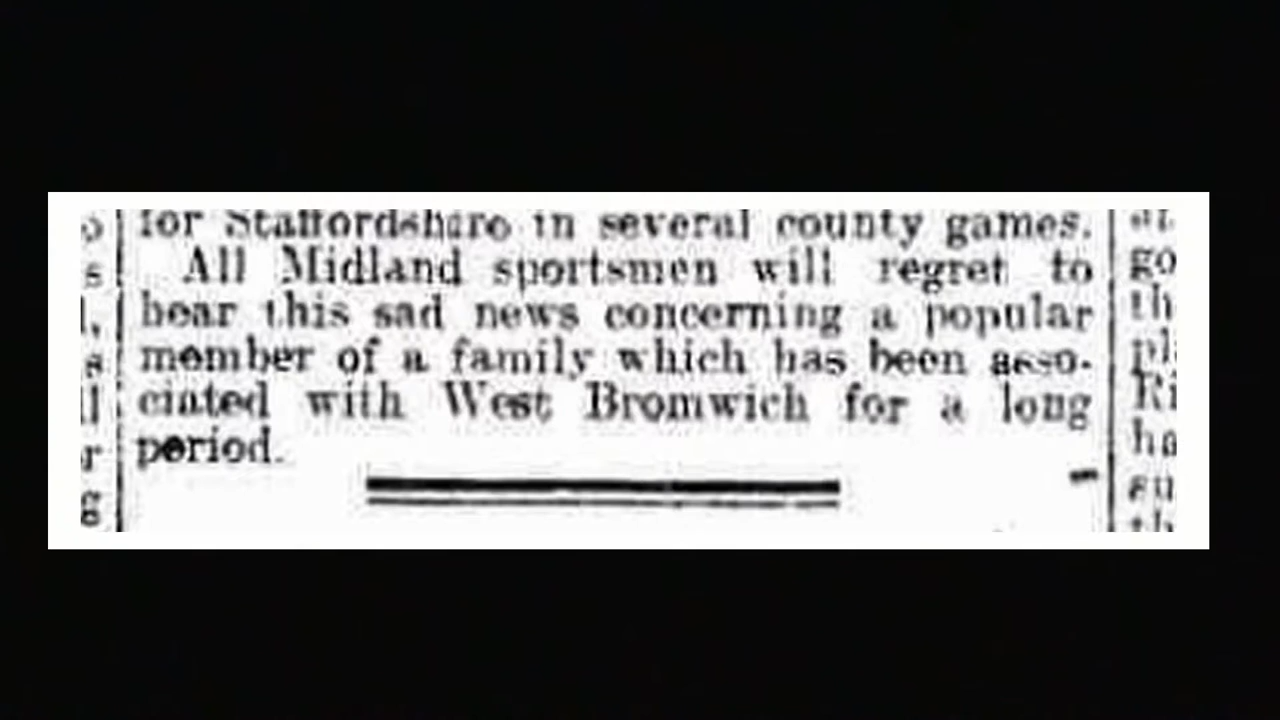 for Staffordshire in several county games.
All Midland sportsmen will regret to
hear this sad news concerning a popular
member of a family which has been asso-
ciated with West Bromwich for a long
period.